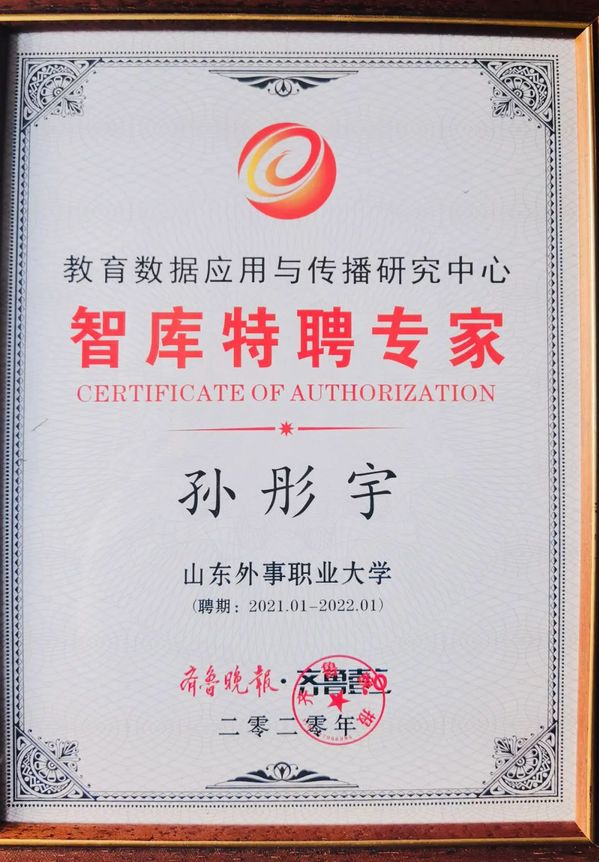 教育数据应用与传播研究中心
智库特聘专家
CERTIFICATE OF AUTHORIZATION
孙彤宇
山东外事职业大学
(聘期：2021.01-2022.01)
齐鲁晚报·齐鲁壹点
二零二零年